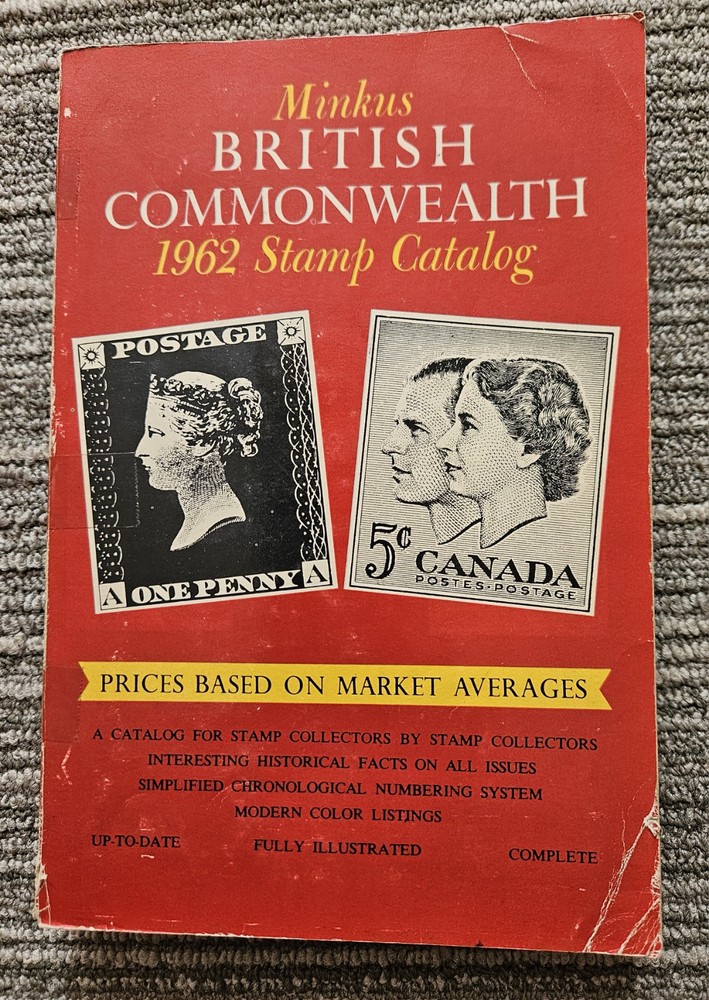 Minkus
BRITISH
COMMONWEALTH
1962 Stamp Catalog
POSTAGE
A ONE PENNY A
5¢ CANADA
POSTES·POSTAGE
PRICES BASED ON MARKET AVERAGES
A CATALOG FOR STAMP COLLECTORS BY STAMP COLLECTORS
INTERESTING HISTORICAL FACTS ON ALL ISSUES
SIMPLIFIED CHRONOLOGICAL NUMBERING SYSTEM
MODERN COLOR LISTINGS
UP-TO-DATE FULLY ILLUSTRATED COMPLETE